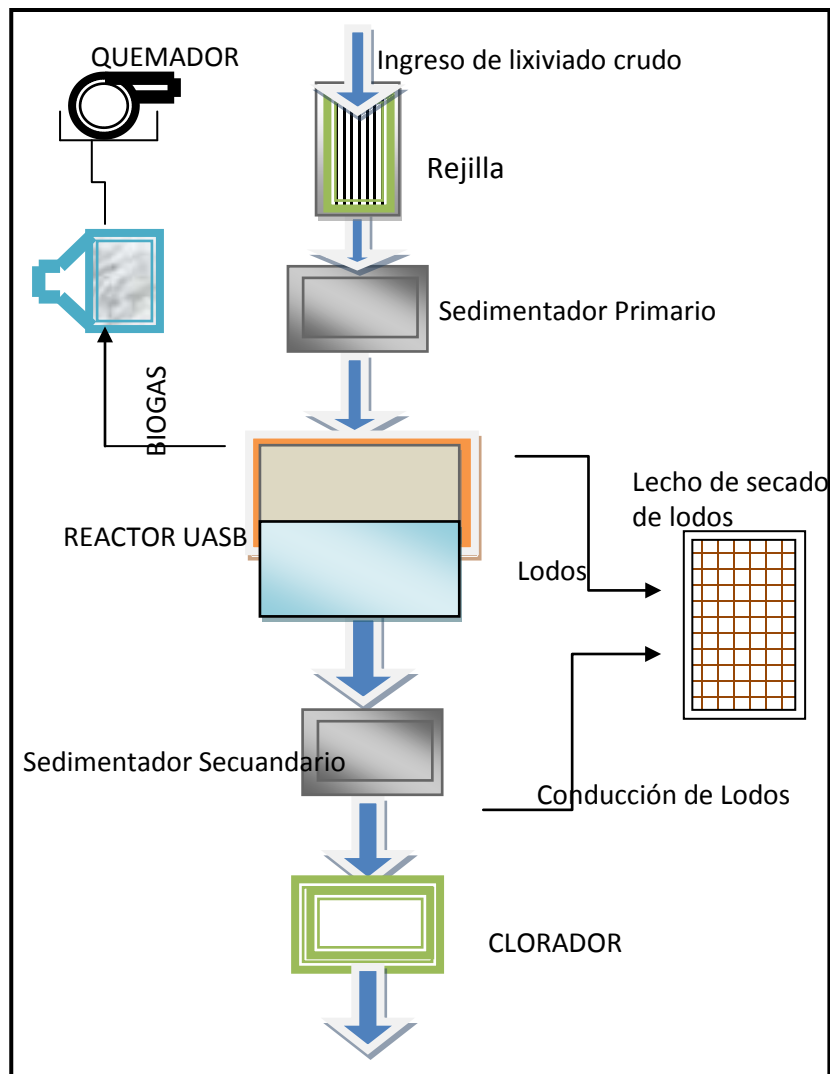 QUEMADOR
Ingreso de lixiviado crudo
Rejilla
Sedimentador Primario
BIOGAS
Lecho de secado
de lodos
REACTOR UASB
Lodos
Sedimentador Secuandario
Conducción de Lodos
CLORADOR